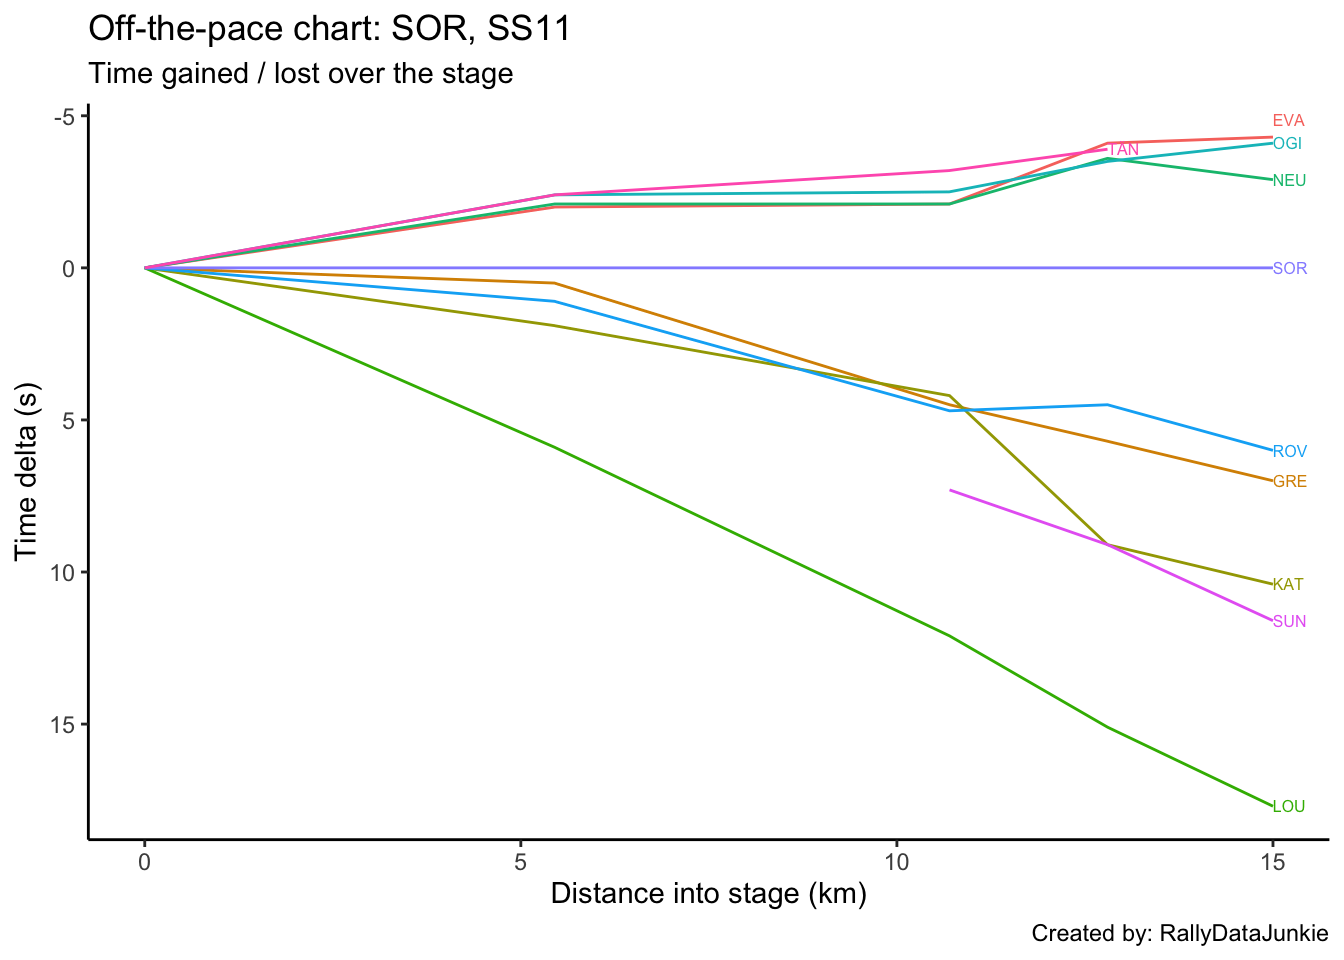 Off-the-pace chart: SOR, SS11
Time gained / lost over the stage
-5
0
5
10
15
Time delta (s)
EVA
OGI
TAN
NEU
SOR
ROV
GRE
KAT
SUN
LOU
0 5 10 15
Distance into stage (km)
Created by: RallyDataJunkie